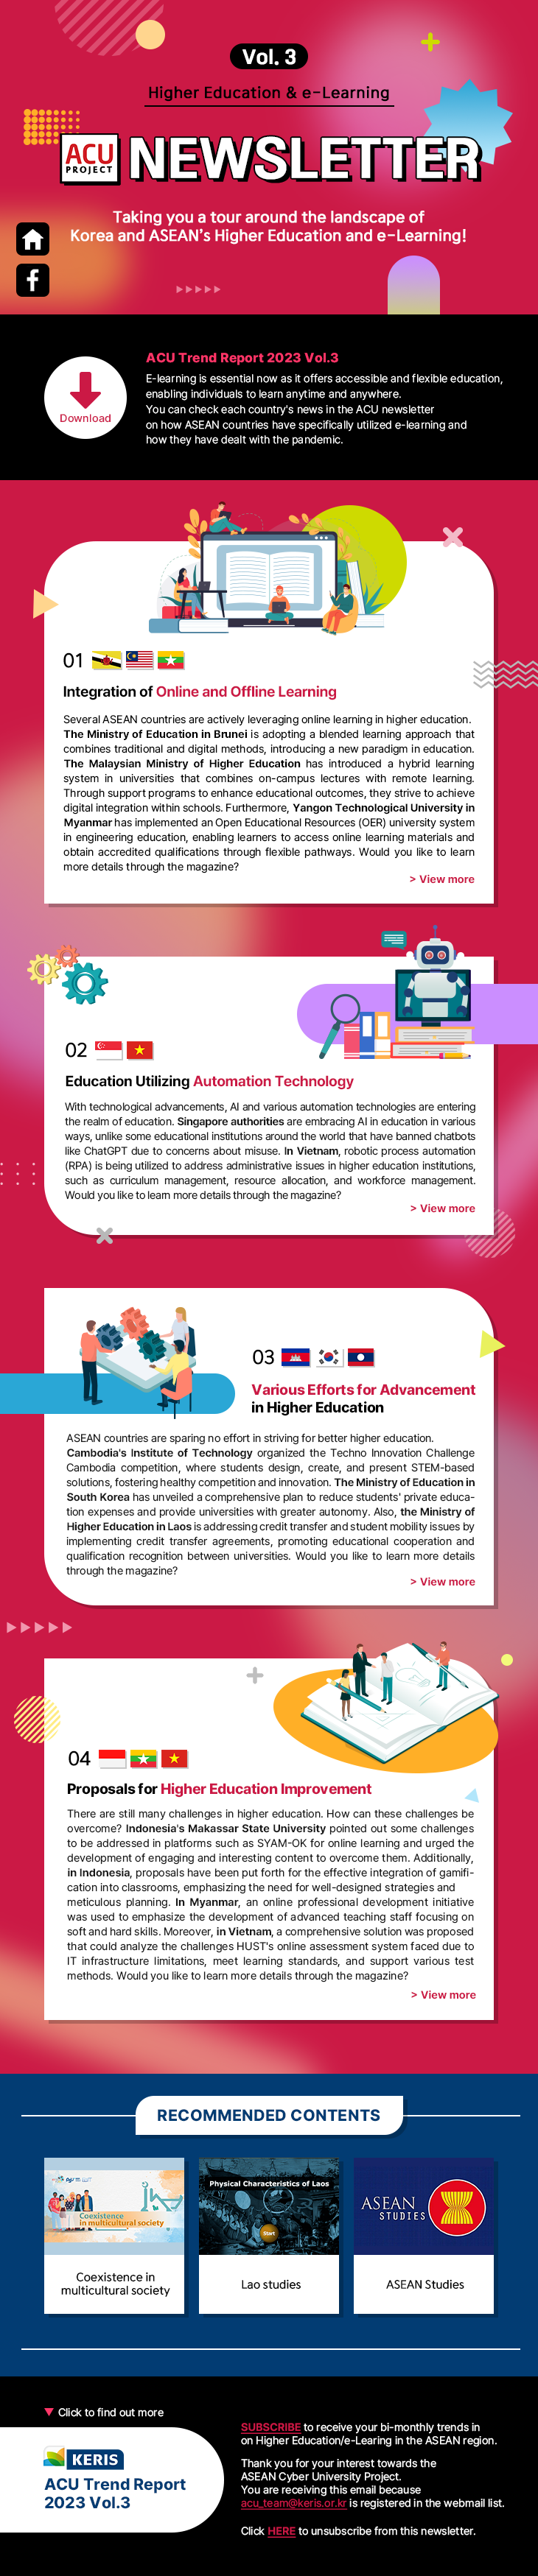 Vol. 3
Higher Education & e-Learning
ACU
PROJECT
NEWSLETTER
Taking you a tour around the landscape of
Korea and ASEAN's Higher Education and e-Learning!
Download
ACU Trend Report 2023 Vol.3
E-learning is essential now as it offers accessible and flexible education,
enabling individuals to learn anytime and anywhere.
You can check each country's news in the ACU newsletter
on how ASEAN countries have specifically utilized e-learning and
how they have dealt with the pandemic.
01
Integration of Online and Offline Learning
Several ASEAN countries are actively leveraging online learning in higher education.
The Ministry of Education in Brunei is adopting a blended learning approach that
combines traditional and digital methods, introducing a new paradigm in education.
The Malaysian Ministry of Higher Education has introduced a hybrid learning
system in universities that combines on-campus lectures with remote learning.
Through support programs to enhance educational outcomes, they strive to achieve
digital integration within schools. Furthermore, Yangon Technological University in
Myanmar has implemented an Open Educational Resources (OER) university system
in engineering education, enabling learners to access online learning materials and
obtain accredited qualifications through flexible pathways. Would you like to learn
more details through the magazine?
> View more
02
Education Utilizing Automation Technology
With technological advancements, AI and various automation technologies are entering
the realm of education. Singapore authorities are embracing AI in education in various
ways, unlike some educational institutions around the world that have banned chatbots
like ChatGPT due to concerns about misuse. In Vietnam, robotic process automation
(RPA) is being utilized to address administrative issues in higher education institutions,
such as curriculum management, resource allocation, and workforce management.
Would you like to learn more details through the magazine?
> View more
03
Various Efforts for Advancement
in Higher Education
ASEAN countries are sparing no effort in striving for better higher education.
Cambodia's Institute of Technology organized the Techno Innovation Challenge
Cambodia competition, where students design, create, and present STEM-based
solutions, fostering healthy competition and innovation. The Ministry of Education in
South Korea has unveiled a comprehensive plan to reduce students' private educa-
tion expenses and provide universities with greater autonomy. Also, the Ministry of
Higher Education in Laos is addressing credit transfer and student mobility issues by
implementing credit transfer agreements, promoting educational cooperation and
qualification recognition between universities. Would you like to learn more details
through the magazine?
> View more
04
Proposals for Higher Education Improvement
There are still many challenges in higher education. How can these challenges be
overcome? Indonesia's Makassar State University pointed out some challenges
to be addressed in platforms such as SYAM-OK for online learning and urged the
development of engaging and interesting content to overcome them. Additionally,
in Indonesia, proposals have been put forth for the effective integration of gamifi-
cation into classrooms, emphasizing the need for well-designed strategies and
meticulous planning. In Myanmar, an online professional development initiative
was used to emphasize the development of advanced teaching staff focusing on
soft and hard skills. Moreover, in Vietnam, a comprehensive solution was proposed
that could analyze the challenges HUST's online assessment system faced due to
IT infrastructure limitations, meet learning standards, and support various test
methods. Would you like to learn more details through the magazine?
> View more
RECOMMENDED CONTENTS
Coexistence
in multicultural society
Physical Characteristics of Laos
Start
ASEAN
STUDIES
Coexistence in
multicultural society
Lao studies
ASEAN Studies
Click to find out more
KERIS
ACU Trend Report
2023 Vol.3
SUBSCRIBE to receive your bi-monthly trends in
on Higher Education/e-Learing in the ASEAN region.
Thank you for your interest towards the
ASEAN Cyber University Project.
You are receiving this email because
acu_team@keris.or.kr is registered in the webmail list.
Click HERE to unsubscribe from this newsletter.